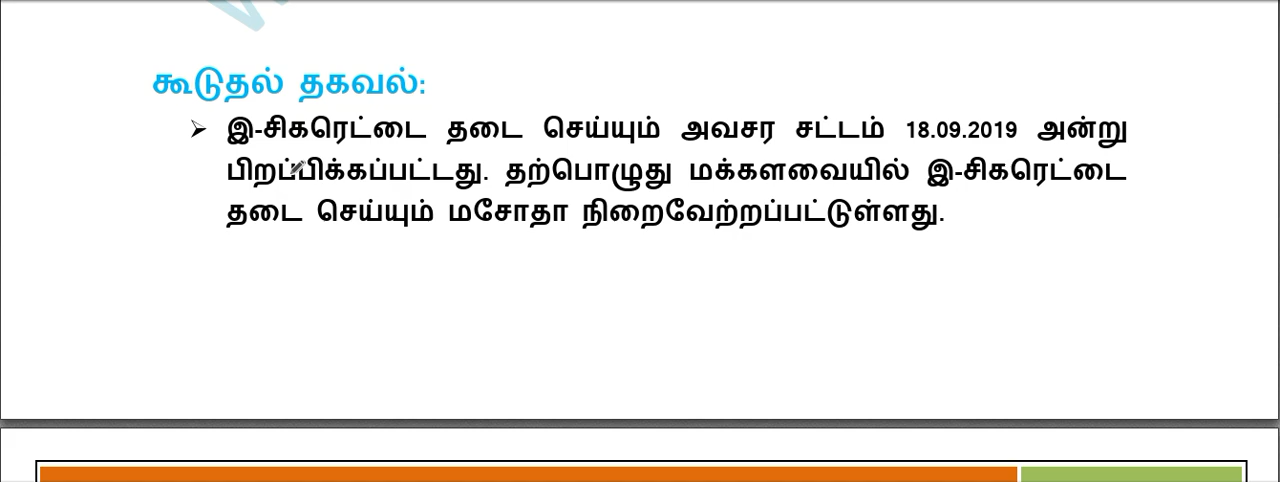 கூடுதல் தகவல்:
➢ இ-சிகரெட்டை தடை செய்யும் அவசர சட்டம் 18.09.2019 அன்று
பிறப்பிக்கப்பட்டது. தற்பொழுது மக்களவையில் இ-சிகரெட்டை
தடை செய்யும் மசோதா நிறைவேற்றப்பட்டுள்ளது.